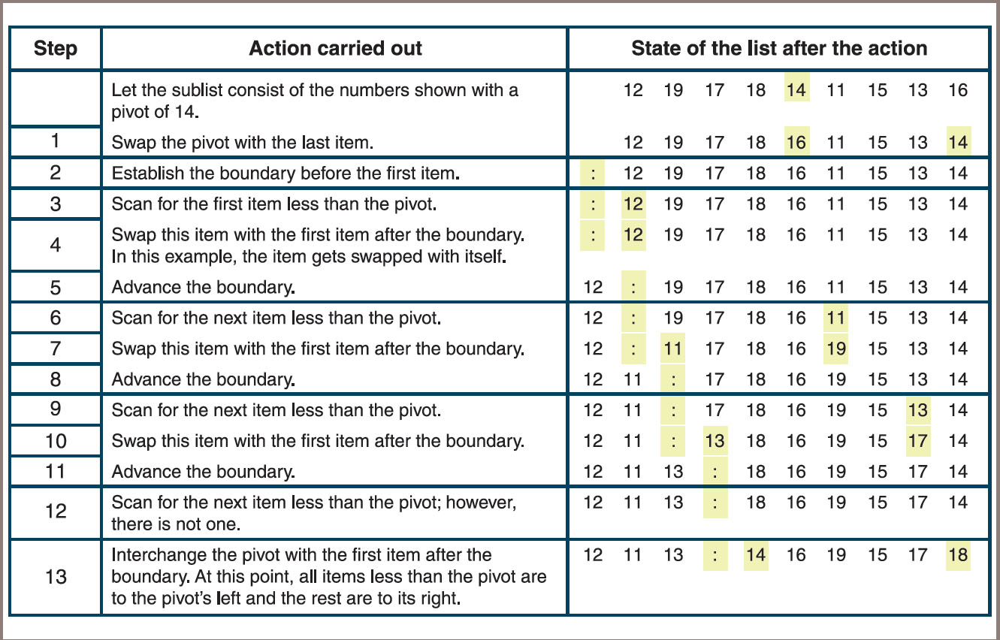 Step Action carried out State of the list after the action
Let the sublist consist of the numbers shown with a 12 19 17 18 14 11 15 13 16
pivot of 14.
1 Swap the pivot with the last item. 12 19 17 18 16 11 15 13 14
2 Establish the boundary before the first item. : 12 19 17 18 16 11 15 13 14
3 Scan for the first item less than the pivot. : 12 19 17 18 16 11 15 13 14
4 Swap this item with the first item after the boundary. : 12 19 17 18 16 11 15 13 14
In this example, the item gets swapped with itself.
5 Advance the boundary. 12 : 19 17 18 16 11 15 13 14
6 Scan for the next item less than the pivot. 12 : 19 17 18 16 11 15 13 14
7 Swap this item with the first item after the boundary. 12 : 11 17 18 16 19 15 13 14
8 Advance the boundary. 12 11 : 17 18 16 19 15 13 14
9 Scan for the next item less than the pivot. 12 11 : 17 18 16 19 15 13 14
10 Swap this item with the first item after the boundary. 12 11 : 13 18 16 19 15 17 14
11 Advance the boundary. 12 11 13 : 18 16 19 15 17 14
12 Scan for the next item less than the pivot; however, 12 11 13 : 18 16 19 15 17 14
there is not one.
13 Interchange the pivot with the first item after the 12 11 13 : 14 16 19 15 17 18
boundary. At this point, all items less than the pivot are
to the pivot's left and the rest are to its right.